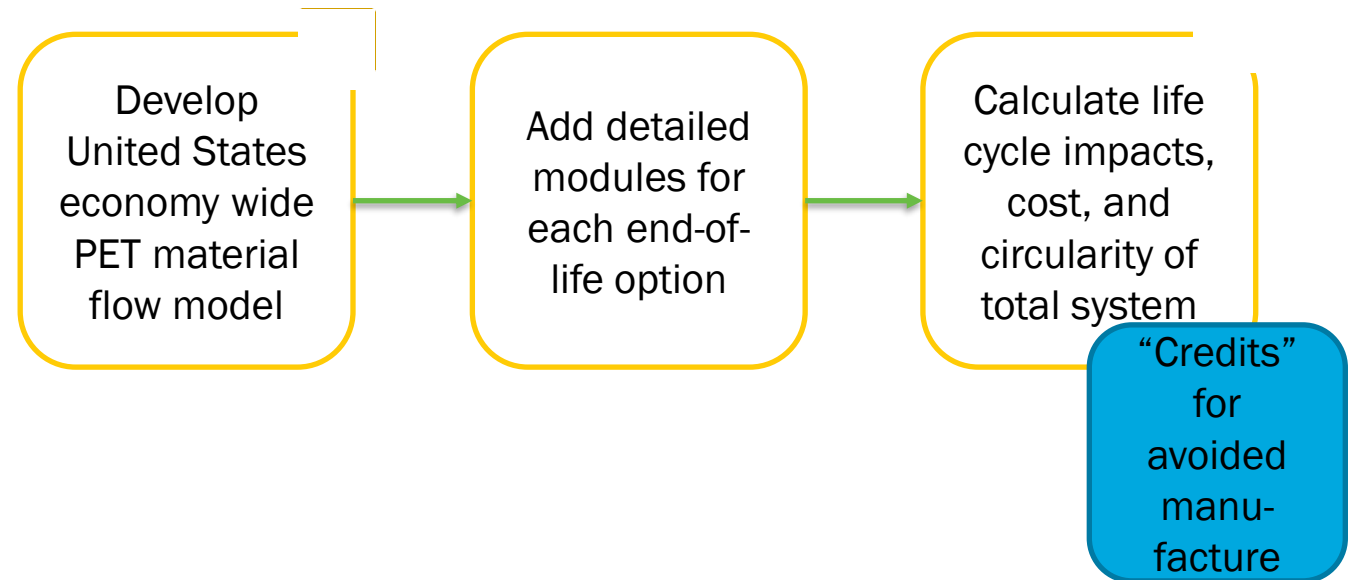 Develop
United States
economy wide
PET material
flow model
Add detailed
modules for
each end-of-
life option
Calculate life
cycle impacts,
cost, and
circularity of
total system
“Credits”
for
avoided
manu-
facture